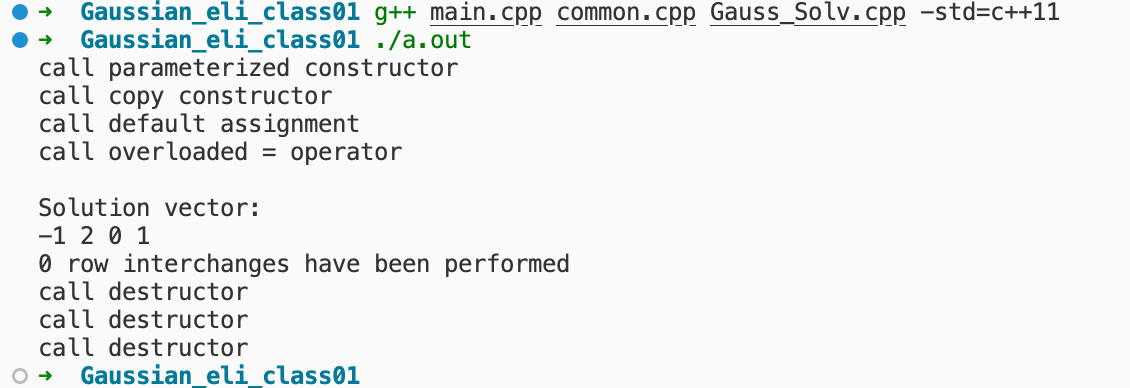 ➜ Gaussian_eli_class01 g++ main.cpp common.cpp Gauss_Solv.cpp -std=c++11
➜ Gaussian_eli_class01 ./a.out
call parameterized constructor
call copy constructor
call default assignment
call overloaded = operator
Solution vector:
-1 2 0 1
0 row interchanges have been performed
call destructor
call destructor
call destructor
➜ Gaussian_eli_class01